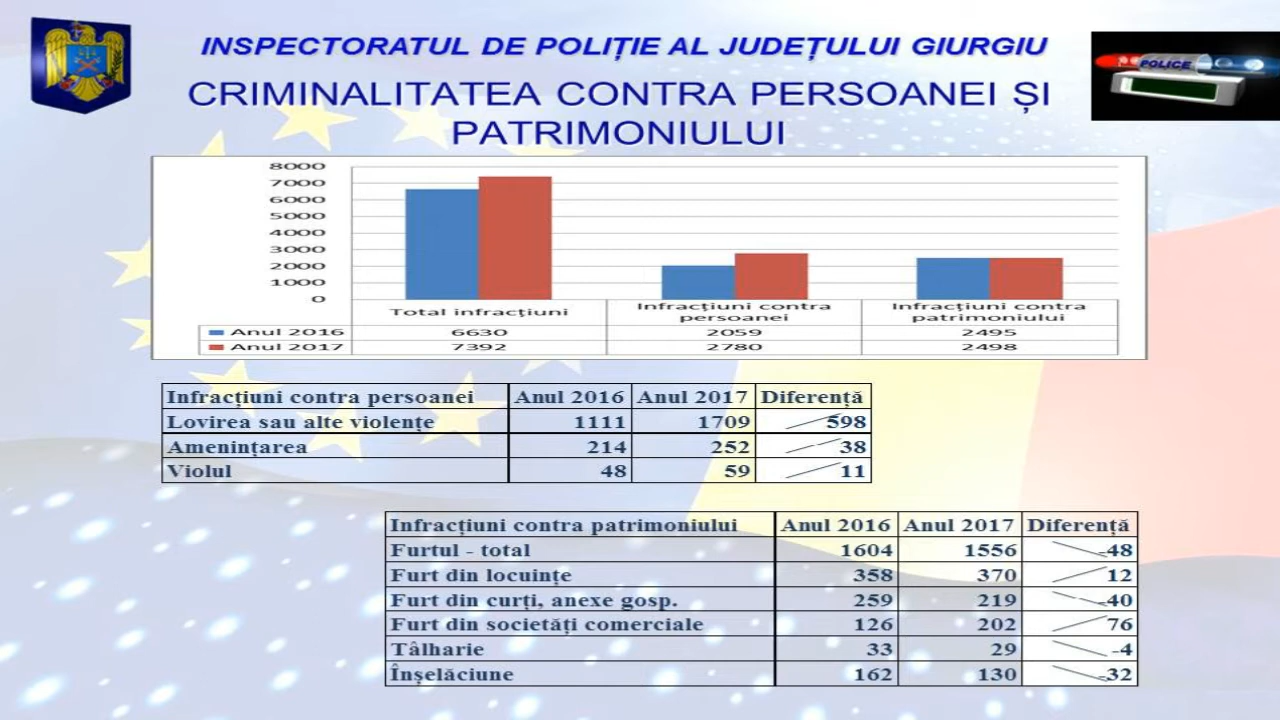 INSPECTORATUL DE POLIȚIE AL JUDEȚULUI GIURGIU
POLICE
CRIMINALITATEA CONTRA PERSOANEI ȘI
PATRIMONIULUI
8000
7000
6000
5000
4000
3000
2000
1000
0
Total infracţiuni
Infracţiuni contra persoanei
Infracţiuni contra patrimoniului
Anul 2016 6630 2059 2495
Anul 2017 7392 2780 2498
Infracțiuni contra persoanei Anul 2016 Anul 2017 Diferență
Lovirea sau alte violențe 1111 1709 598
Amenințarea 214 252 38
Violul 48 59 11
Infracțiuni contra patrimoniului Anul 2016 Anul 2017 Diferență
Furtul - total 1604 1556 -48
Furt din locuințe 358 370 12
Furt din curți, anexe gosp. 259 219 -40
Furt din societăți comerciale 126 202 76
Tâlharie 33 29 -4
Înșelăciune 162 130 -32